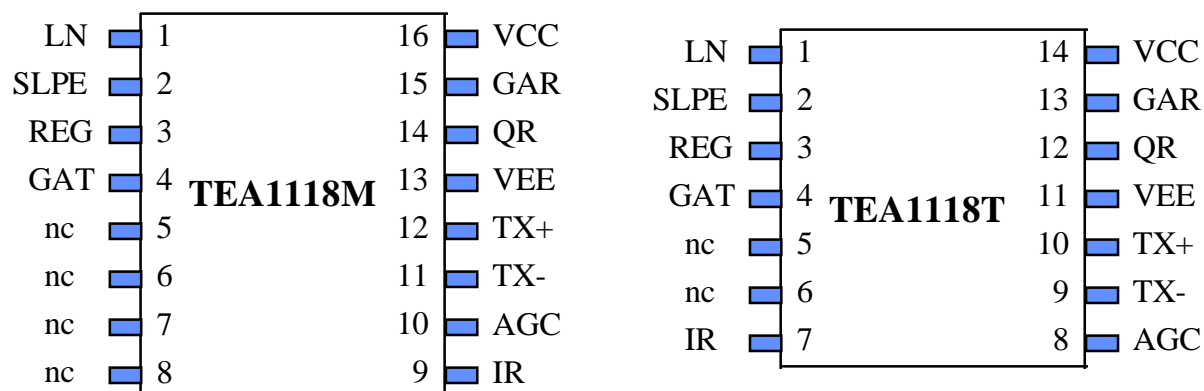 LN 1 16 VCC
SLPE 2 15 GAR
REG 3 14 QR
GAT 4 13 VEE
TEA1118M
nc 5 12 TX+
nc 6 11 TX-
nc 7 10 AGC
nc 8 9 IR
LN 1 14 VCC
SLPE 2 13 GAR
REG 3 12 QR
GAT 4 11 VEE
TEA1118T
nc 5 10 TX+
nc 6 9 TX-
IR 7 8 AGC